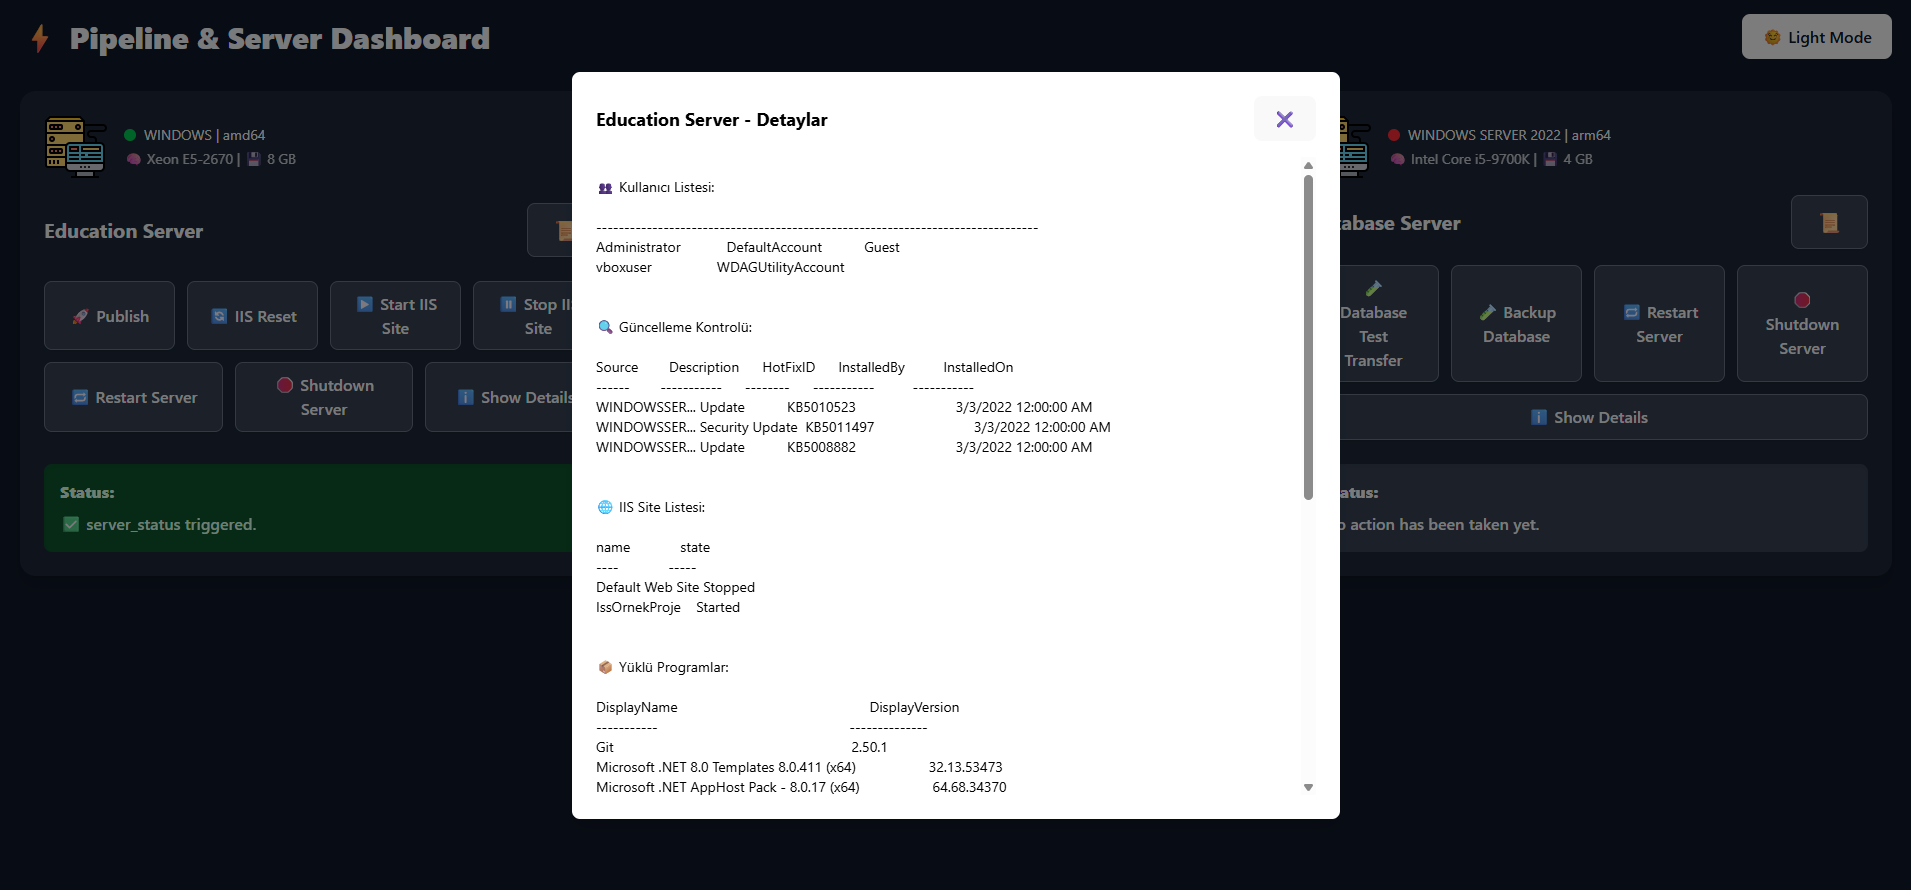 Pipeline & Server Dashboard
Light Mode
WINDOWS | amd64
Xeon E5-2670 | 8 GB
Education Server
Publish
IIS Reset
Start IIS
Site
Stop
Site
Restart Server
Shutdown
Server
Show Details
Status:
server_status triggered.
Education Server - Detaylar
Kullanıcı Listesi:
-------------------------------------------------------------------------------
Administrator DefaultAccount Guest
vboxuser WDAGUtilityAccount
Güncelleme Kontrolü:
Source Description HotFixID InstalledBy InstalledOn
------ ----------- -------- ----------- -----------
WINDOWSSER... Update KB5010523 3/3/2022 12:00:00 AM
WINDOWSSER... Security Update KB5011497 3/3/2022 12:00:00 AM
WINDOWSSER... Update KB5008882 3/3/2022 12:00:00 AM
IIS Site Listesi:
name state
---- -----
Default Web Site Stopped
IssOrnekProje Started
Yüklü Programlar:
DisplayName DisplayVersion
----------- --------------
Git 2.50.1
Microsoft .NET 8.0 Templates 8.0.411 (x64) 32.13.53473
Microsoft .NET AppHost Pack - 8.0.17 (x64) 64.68.34370
WINDOWS SERVER 2022 | arm64
Intel Core i5-9700K | 4 GB
abase Server
Database
Test
Transfer
Backup
Database
Restart
Server
Shutdown
Server
Show Details
atus:
action has been taken yet.